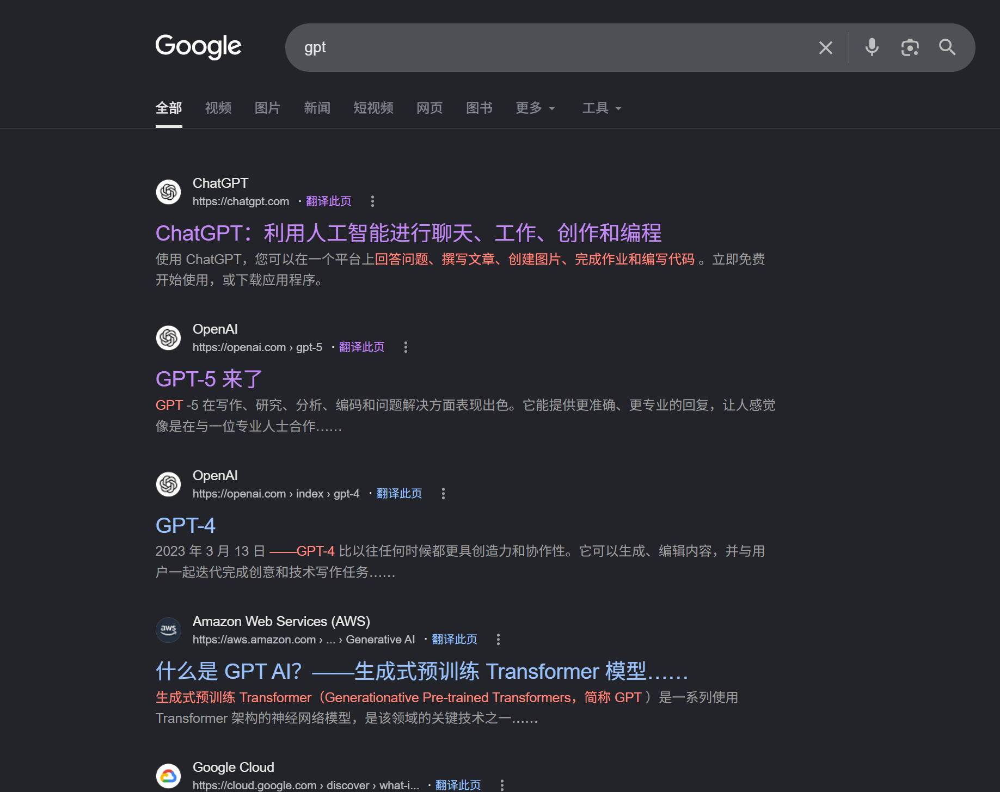 Google
gpt
全部 视频 图片 新闻 短视频 网页 图书 更多 工具
ChatGPT
https://chatgpt.com · 翻译此页
ChatGPT：利用人工智能进行聊天、工作、创作和编程
使用 ChatGPT，您可以在一个平台上回答问题、撰写文章、创建图片、完成作业和编写代码 。立即免费
开始使用，或下载应用程序。
OpenAI
https://openai.com › gpt-5 · 翻译此页
GPT-5 来了
GPT -5 在写作、研究、分析、编码和问题解决方面表现出色。它能提供更准确、更专业的回复，让人感觉
像是在与一位专业人士合作……
OpenAI
https://openai.com › index › gpt-4 · 翻译此页
GPT-4
2023 年 3 月 13 日 ——GPT-4 比以往任何时候都更具创造力和协作性。它可以生成、编辑内容，并与用
户一起迭代完成创意和技术写作任务……
aws
Amazon Web Services (AWS)
https://aws.amazon.com › ... › Generative AI · 翻译此页
什么是 GPT AI？——生成式预训练 Transformer 模型……
生成式预训练 Transformer（Generationative Pre-trained Transformers，简称 GPT ）是一系列使用
Transformer 架构的神经网络模型，是该领域的关键技术之一……
Google Cloud
https://cloud.google.com › discover › what-i... · 翻译此页